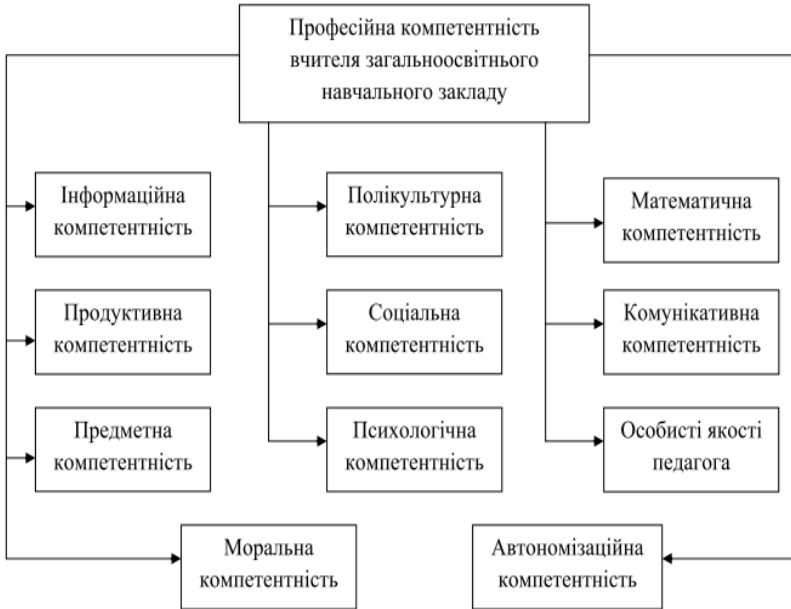 Професійна компетентність
вчителя загальноосвітнього
навчального закладу
Інформаційна
компетентність
Полікультурна
компетентність
Математична
компетентність
Продуктивна
компетентність
Соціальна
компетентність
Комунікативна
компетентність
Предметна
компетентність
Психологічна
компетентність
Особисті якості
педагога
Моральна
компетентність
Автономізаційна
компетентність